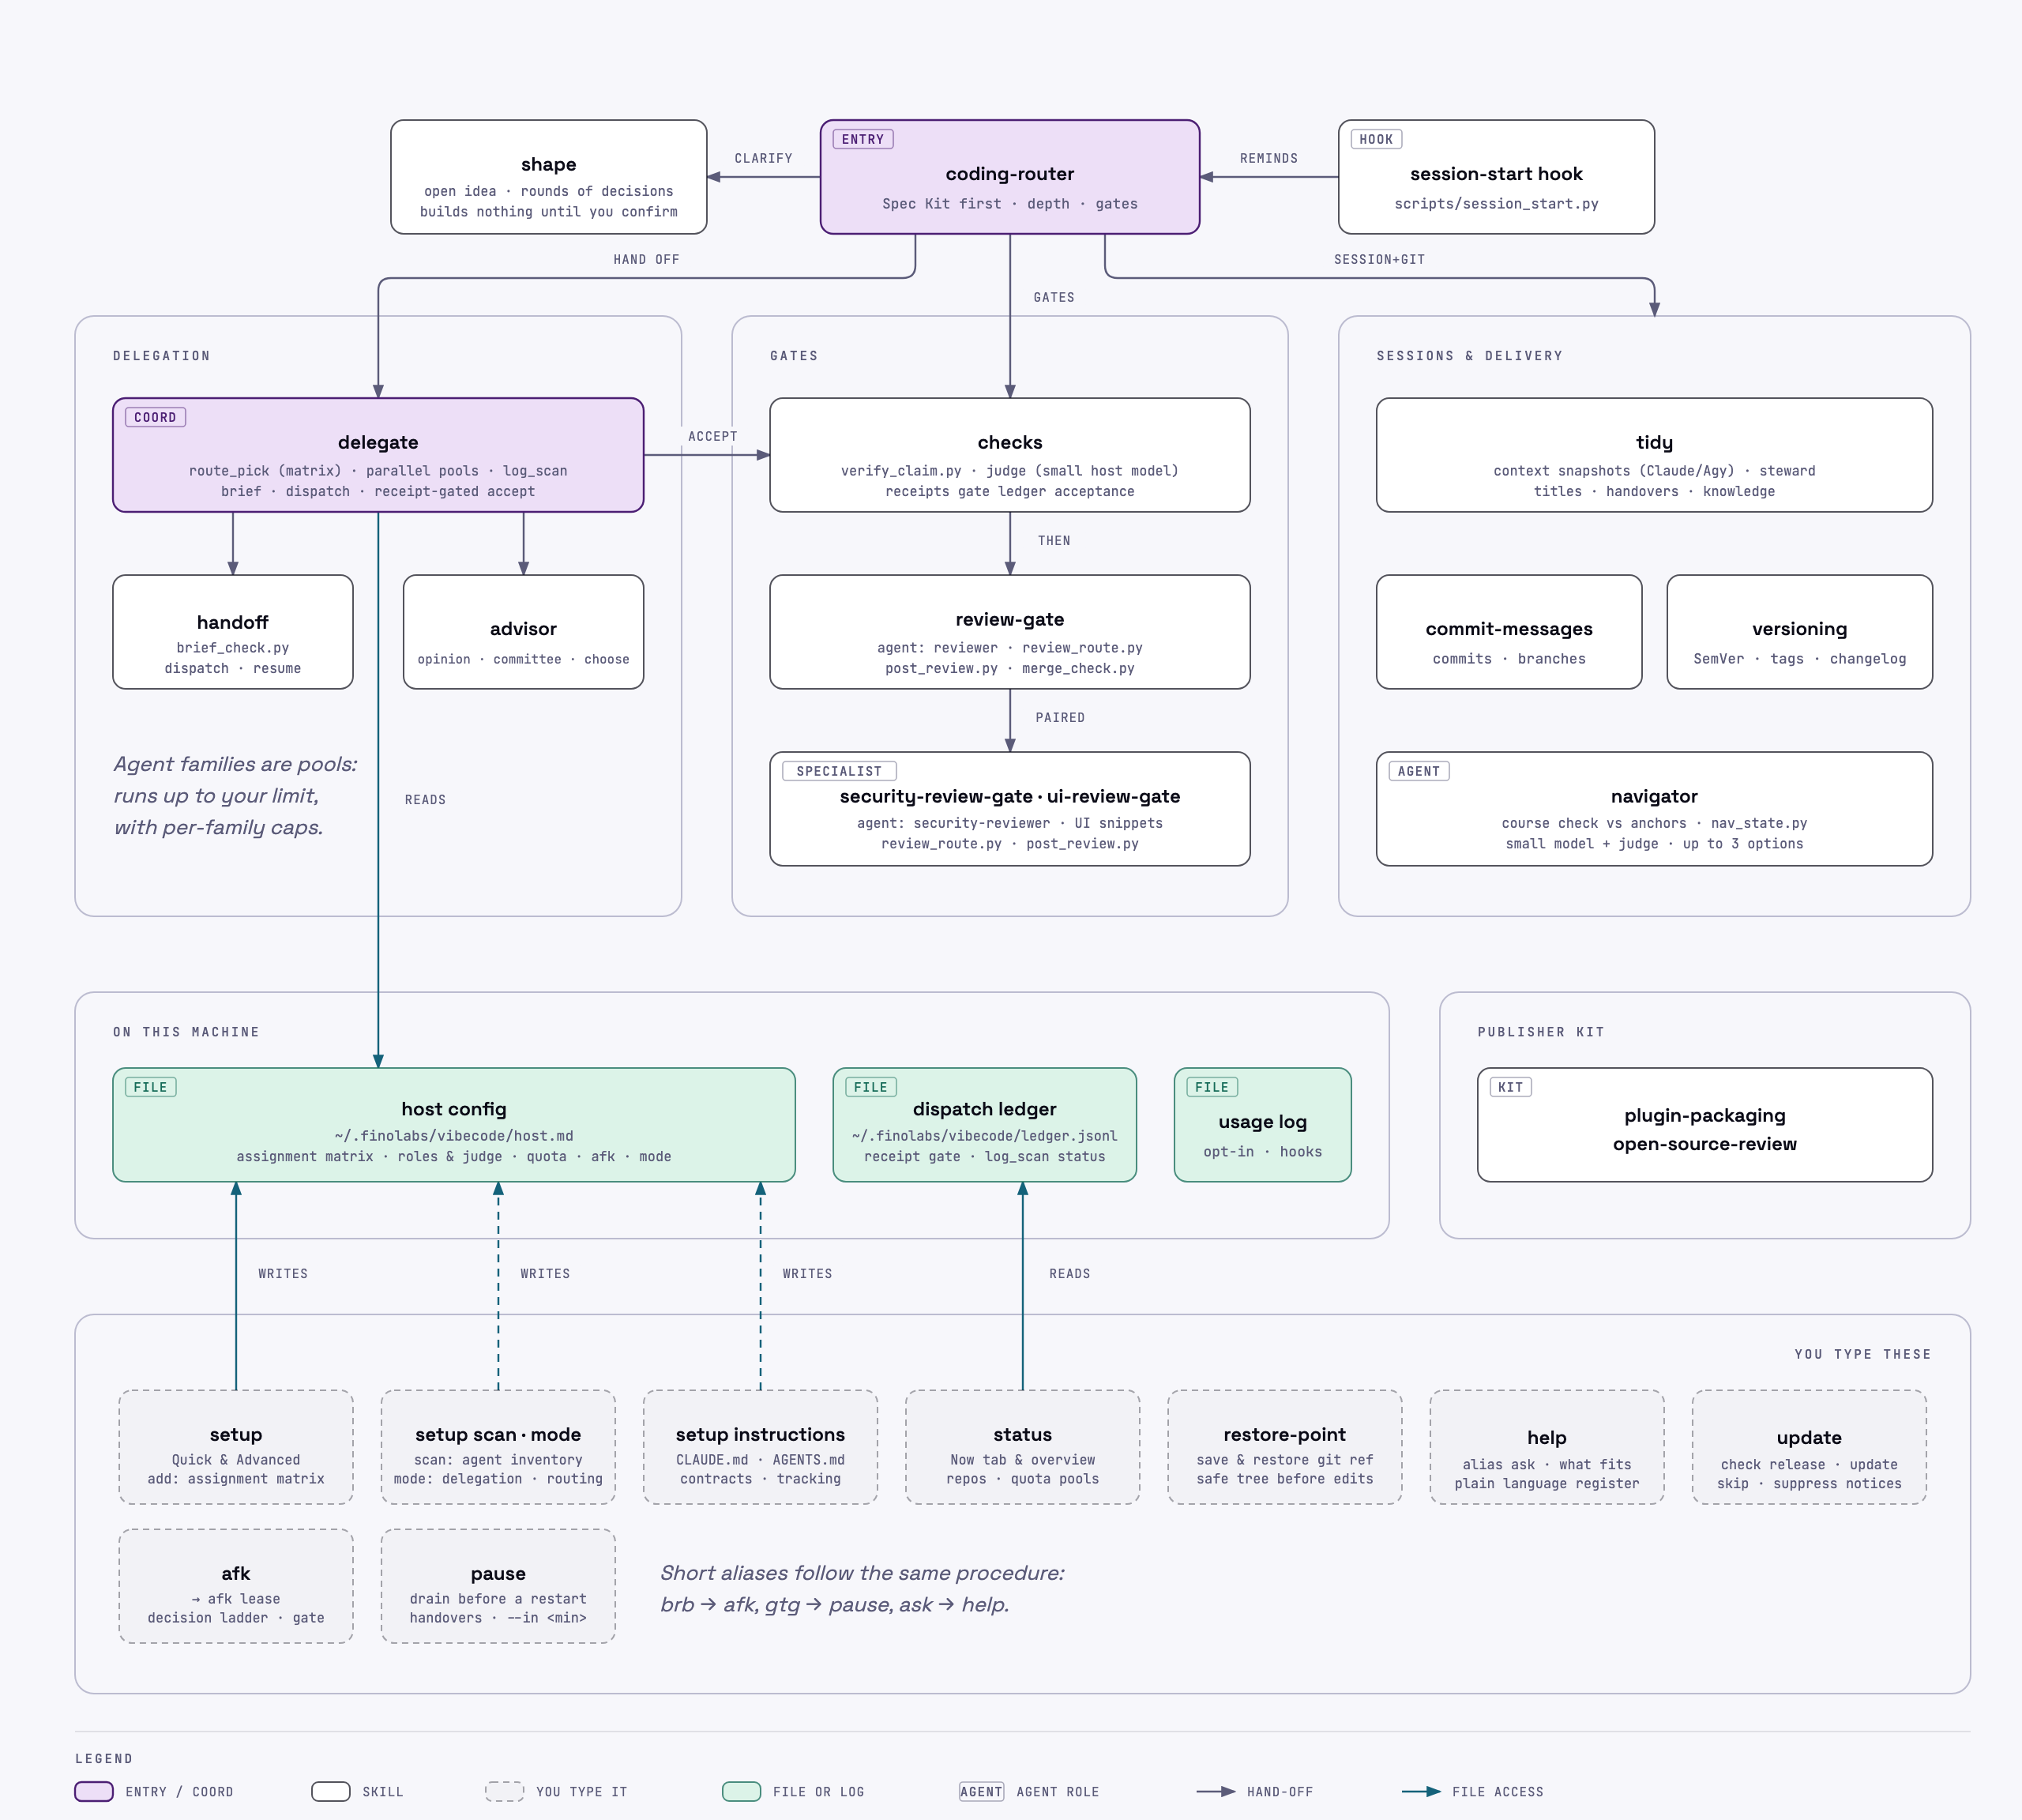 shape
open idea · rounds of decisions
builds nothing until you confirm
CLARIFY
ENTRY
coding-router
Spec Kit first · depth · gates
REMINDS
HOOK
session-start hook
scripts/session_start.py
HAND OFF
GATES
SESSION+GIT
DELEGATION
COORD
delegate
route_pick (matrix) · parallel pools · log_scan
brief · dispatch · receipt-gated accept
ACCEPT
handoff
brief_check.py
dispatch · resume
advisor
opinion · committee · choose
Agent families are pools:
runs up to your limit,
with per-family caps.
READS
GATES
checks
verify_claim.py · judge (small host model)
receipts gate ledger acceptance
THEN
review-gate
agent: reviewer · review_route.py
post_review.py · merge_check.py
PAIRED
SPECIALIST
security-review-gate · ui-review-gate
agent: security-reviewer · UI snippets
review_route.py · post_review.py
SESSIONS & DELIVERY
tidy
context snapshots (Claude/Agy) · steward
titles · handovers · knowledge
commit-messages
commits · branches
versioning
SemVer · tags · changelog
AGENT
navigator
course check vs anchors · nav_state.py
small model + judge · up to 3 options
ON THIS MACHINE
FILE
host config
~/.finolabs/vibecode/host.md
assignment matrix · roles & judge · quota · afk · mode
FILE
dispatch ledger
~/.finolabs/vibecode/ledger.jsonl
receipt gate · log_scan status
FILE
usage log
opt-in · hooks
PUBLISHER KIT
KIT
plugin-packaging
open-source-review
WRITES
WRITES
WRITES
READS
YOU TYPE THESE
setup
Quick & Advanced
add: assignment matrix
setup scan · mode
scan: agent inventory
mode: delegation · routing
setup instructions
CLAUDE.md · AGENTS.md
contracts · tracking
status
Now tab & overview
repos · quota pools
restore-point
save & restore git ref
safe tree before edits
help
alias ask · what fits
plain language register
update
check release · update
skip · suppress notices
afk
→ afk lease
decision ladder · gate
pause
drain before a restart
handovers · --in <min>
Short aliases follow the same procedure:
brb → afk, gtg → pause, ask → help.
LEGEND
ENTRY / COORD
SKILL
YOU TYPE IT
FILE OR LOG
AGENT
AGENT ROLE
HAND-OFF
FILE ACCESS